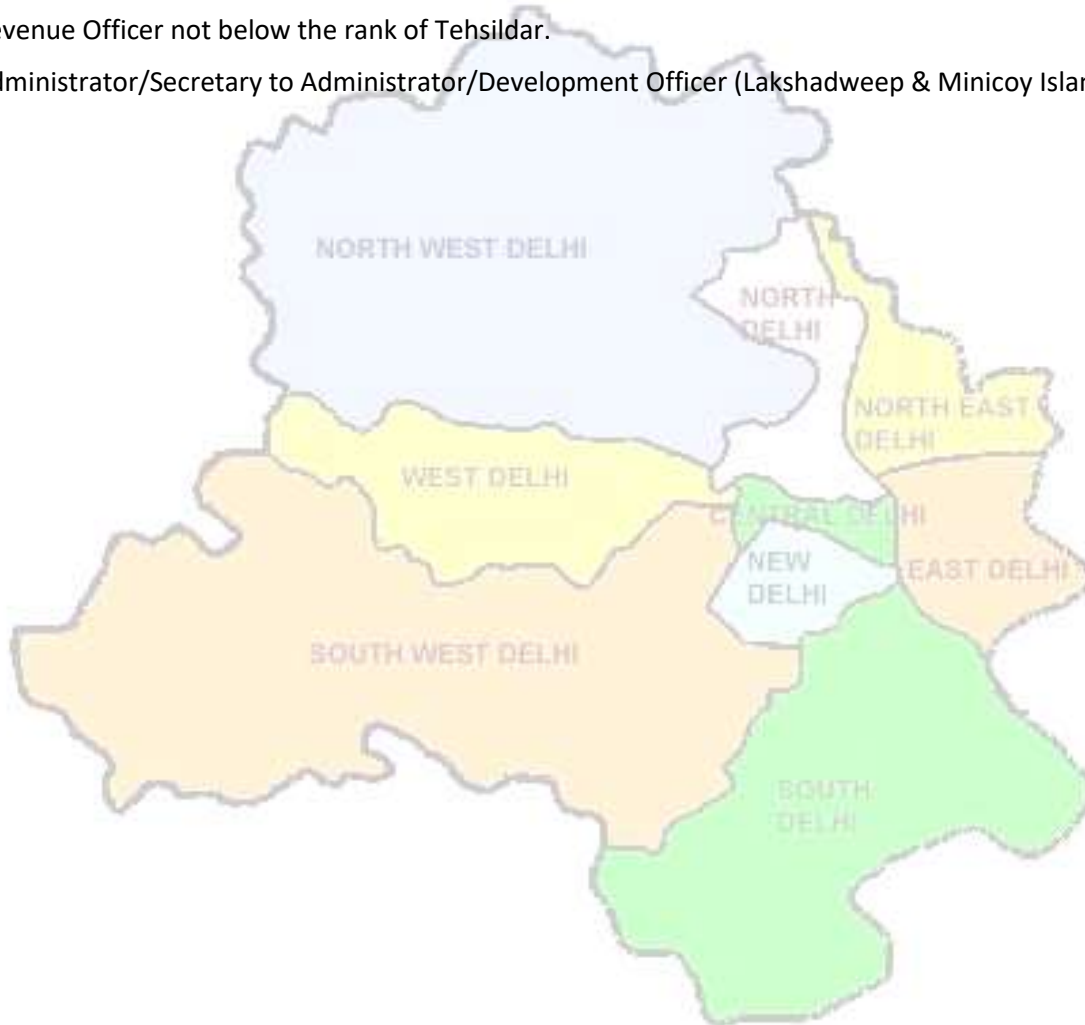 evenue Officer not below the rank of Tehsildar.
dministrator/Secretary to Administrator/Development Officer (Lakshadweep & Minicoy Islan
NORTH WEST DELHI
NORTH
DELHI
NORTH EAST
DELHI
WEST DELHI
CENTRAL DELHI
NEW
DELHI
EAST DELHI
SOUTH WEST DELHI
SOUTH
DELHI